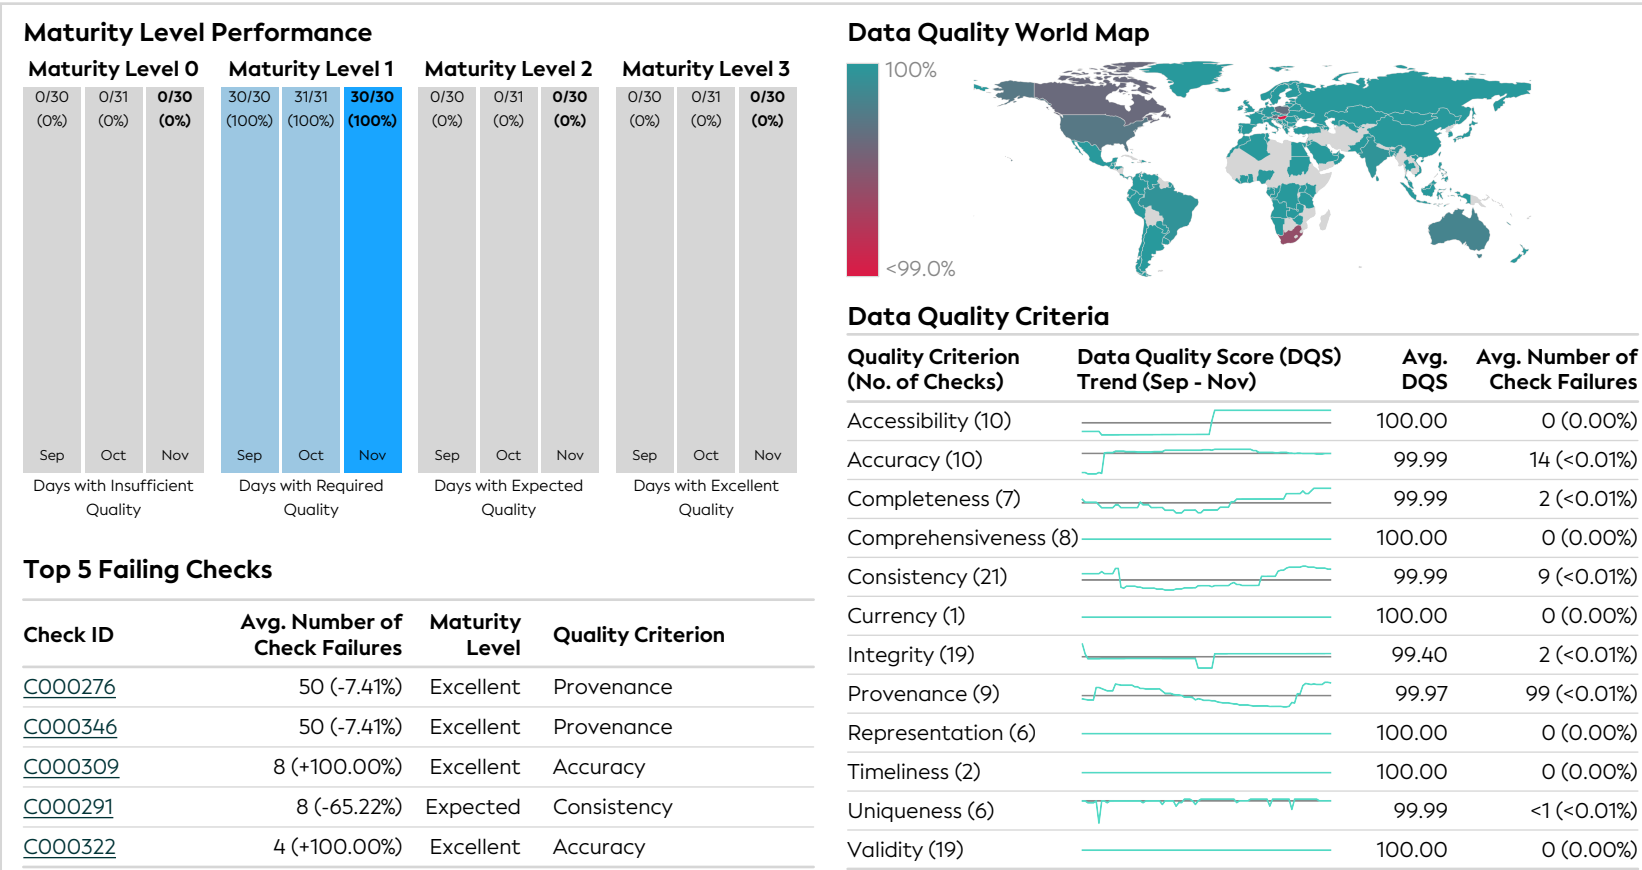 Maturity Level Performance
Maturity Level 0 Maturity Level 1 Maturity Level 2 Maturity Level 3
0/30 0/31 0/30 30/30 31/31 30/30 0/30 0/31 0/30 0/30 0/31 0/30
(0%) (0%) (0%) (100%) (100%) (100%) (0%) (0%) (0%) (0%) (0%) (0%)
Sep Oct Nov Sep Oct Nov Sep Oct Nov Sep Oct Nov
Days with Insufficient Days with Required Days with Expected Days with Excellent
Quality Quality Quality Quality
Top 5 Failing Checks
Avg. Number of Maturity
Check ID Check Failures Level Quality Criterion
C000276 50 (-7.41%) Excellent Provenance
C000346 50 (-7.41%) Excellent Provenance
C000309 8 (+100.00%) Excellent Accuracy
C000291 8 (-65.22%) Expected Consistency
C000322 4 (+100.00%) Excellent Accuracy
Data Quality World Map
100%
<99.0%
Data Quality Criteria
Quality Criterion Data Quality Score (DQS) Avg. Avg. Number of
(No. of Checks) Trend (Sep - Nov) DQS Check Failures
Accessibility (10) 100.00 0 (0.00%)
Accuracy (10) 99.99 14 (<0.01%)
Completeness (7) 99.99 2 (<0.01%)
Comprehensiveness (8) 100.00 0 (0.00%)
Consistency (21) 99.99 9 (<0.01%)
Currency (1) 100.00 0 (0.00%)
Integrity (19) 99.40 2 (<0.01%)
Provenance (9) 99.97 99 (<0.01%)
Representation (6) 100.00 0 (0.00%)
Timeliness (2) 100.00 0 (0.00%)
Uniqueness (6) 99.99 <1 (<0.01%)
Validity (19) 100.00 0 (0.00%)